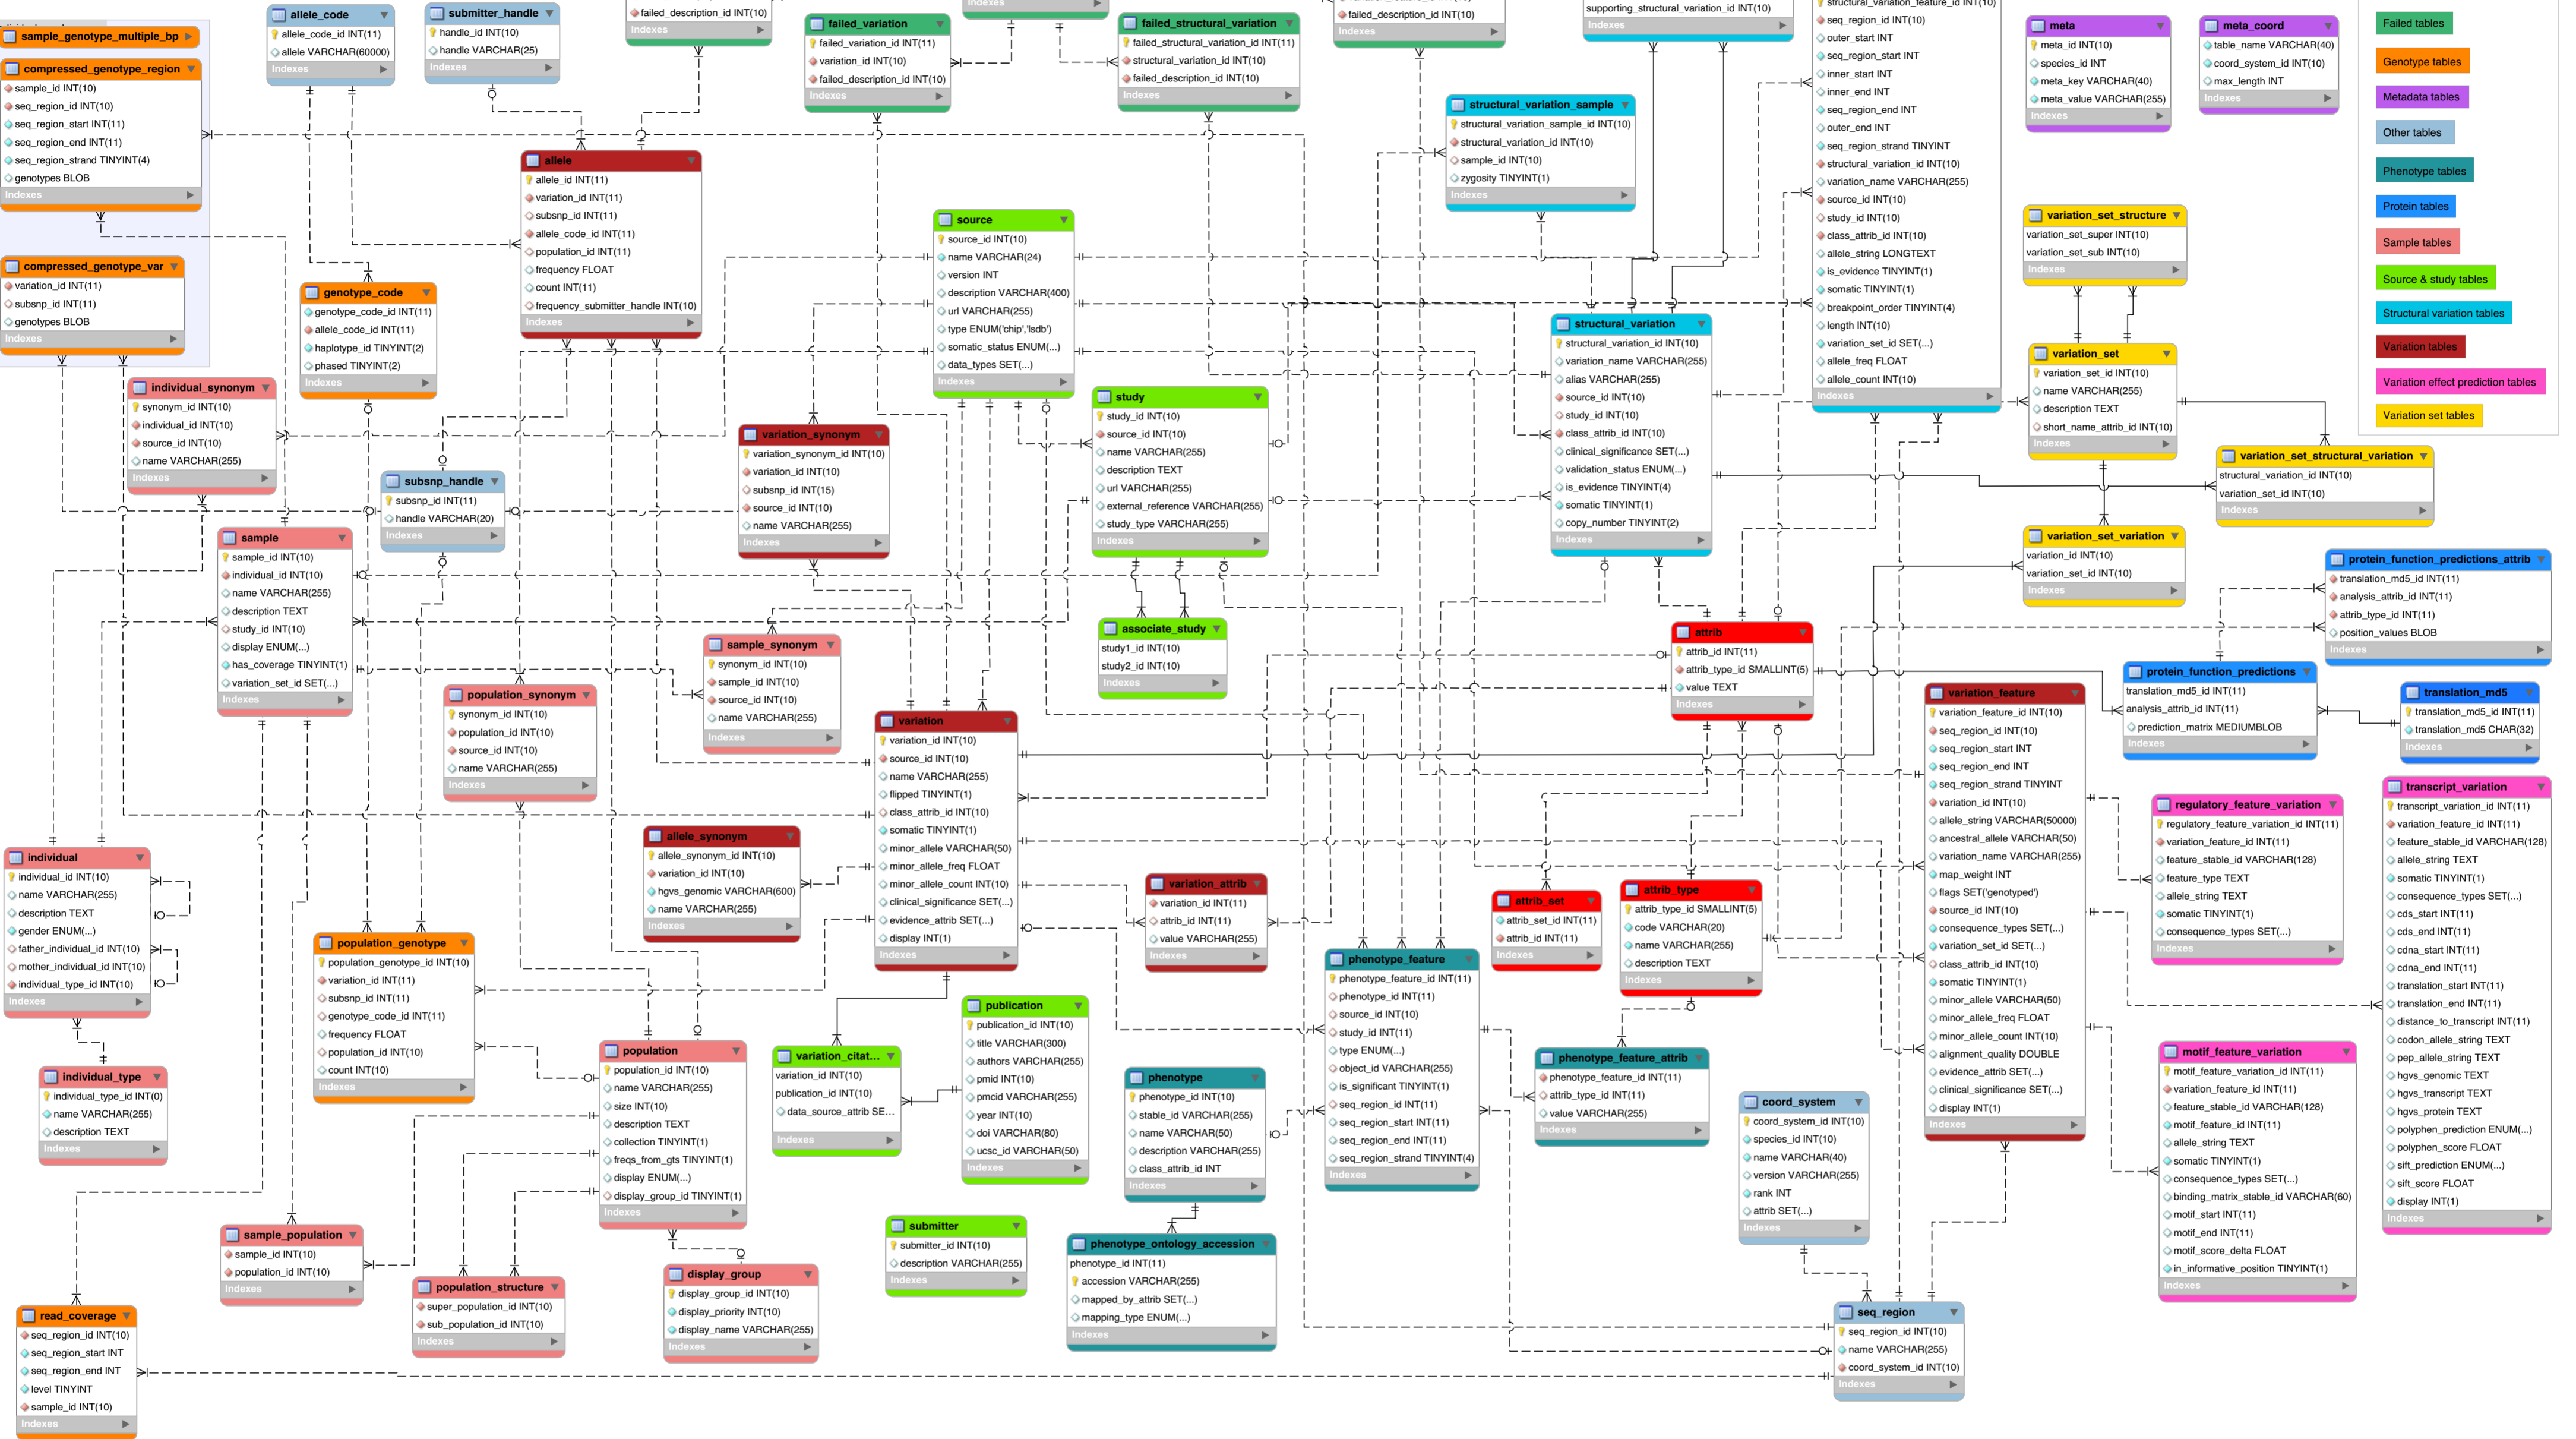 sample_genotype_multiple_bp
compressed_genotype_region
sample_id INT(10)
seq_region_id INT(10)
seq_region_start INT(11)
seq_region_end INT(11)
seq_region_strand TINYINT(4)
genotypes BLOB
Indexes
compressed_genotype_var
variation_id INT(11)
subsnp_id INT(11)
genotypes BLOB
Indexes
allele_code
allele_code_id INT(11)
allele VARCHAR(60000)
Indexes
submitter_handle
handle_id INT(10)
handle VARCHAR(25)
Indexes
failed_description_id INT(10)
Indexes
failed_variation
failed_variation_id INT(11)
variation_id INT(10)
failed_description_id INT(10)
Indexes
Indexes
failed_structural_variation
failed_structural_variation_id INT(11)
structural_variation_id INT(10)
failed_description_id INT(10)
Indexes
failed_description_id INT(10)
Indexes
supporting_structural_variation_id INT(10)
Indexes
structural_variation_feature_id INT(10)
seq_region_id INT(10)
outer_start INT
seq_region_start INT
inner_start INT
inner_end INT
seq_region_end INT
outer_end INT
seq_region_strand TINYINT
structural_variation_id INT(10)
variation_name VARCHAR(255)
source_id INT(10)
study_id INT(10)
class_attrib_id INT(10)
allele_string LONGTEXT
is_evidence TINYINT(1)
somatic TINYINT(1)
breakpoint_order TINYINT(4)
length INT(10)
variation_set_id SET(...)
allele_freq FLOAT
allele_count INT(10)
Indexes
meta
meta_id INT(10)
species_id INT
meta_key VARCHAR(40)
meta_value VARCHAR(255)
Indexes
meta_coord
table_name VARCHAR(40)
coord_system_id INT(10)
max_length INT
Indexes
Failed tables
Genotype tables
Metadata tables
Other tables
Phenotype tables
Protein tables
Sample tables
Source & study tables
Structural variation tables
Variation tables
Variation effect prediction tables
Variation set tables
structural_variation_sample
structural_variation_sample_id INT(10)
structural_variation_id INT(10)
sample_id INT(10)
zygosity TINYINT(1)
Indexes
allele
allele_id INT(11)
variation_id INT(11)
subsnp_id INT(11)
allele_code_id INT(11)
population_id INT(11)
frequency FLOAT
count INT(11)
frequency_submitter_handle INT(10)
Indexes
source
source_id INT(10)
name VARCHAR(24)
version INT
description VARCHAR(400)
url VARCHAR(255)
type ENUM('chip','lsdb')
somatic_status ENUM(...)
data_types SET(...)
Indexes
variation_set_structure
variation_set_super INT(10)
variation_set_sub INT(10)
Indexes
genotype_code
genotype_code_id INT(11)
allele_code_id INT(11)
haplotype_id TINYINT(2)
phased TINYINT(2)
Indexes
structural_variation
structural_variation_id INT(10)
variation_name VARCHAR(255)
alias VARCHAR(255)
source_id INT(10)
study_id INT(10)
class_attrib_id INT(10)
clinical_significance SET(...)
validation_status ENUM(...)
is_evidence TINYINT(4)
somatic TINYINT(1)
copy_number TINYINT(2)
Indexes
variation_set
variation_set_id INT(10)
name VARCHAR(255)
description TEXT
short_name_attrib_id INT(10)
Indexes
individual_synonym
synonym_id INT(10)
individual_id INT(10)
source_id INT(10)
name VARCHAR(255)
Indexes
study
study_id INT(10)
source_id INT(10)
name VARCHAR(255)
description TEXT
url VARCHAR(255)
external_reference VARCHAR(255)
study_type VARCHAR(255)
Indexes
variation_synonym
variation_synonym_id INT(10)
variation_id INT(10)
subsnp_id INT(15)
source_id INT(10)
name VARCHAR(255)
Indexes
variation_set_structural_variation
structural_variation_id INT(10)
variation_set_id INT(10)
Indexes
subsnp_handle
subsnp_id INT(11)
handle VARCHAR(20)
Indexes
sample
sample_id INT(10)
individual_id INT(10)
name VARCHAR(255)
description TEXT
study_id INT(10)
display ENUM(...)
has_coverage TINYINT(1)
variation_set_id SET(...)
Indexes
variation_set_variation
variation_id INT(10)
variation_set_id INT(10)
Indexes
protein_function_predictions_attrib
translation_md5_id INT(11)
analysis_attrib_id INT(11)
attrib_type_id INT(11)
position_values BLOB
Indexes
associate_study
study1_id INT(10)
study2_id INT(10)
Indexes
attrib
attrib_id INT(11)
attrib_type_id SMALLINT(5)
value TEXT
Indexes
sample_synonym
synonym_id INT(10)
sample_id INT(10)
source_id INT(10)
name VARCHAR(255)
Indexes
protein_function_predictions
translation_md5_id INT(11)
analysis_attrib_id INT(11)
prediction_matrix MEDIUMBLOB
Indexes
translation_md5
translation_md5_id INT(11)
translation_md5 CHAR(32)
Indexes
population_synonym
synonym_id INT(10)
population_id INT(10)
source_id INT(10)
name VARCHAR(255)
Indexes
variation
variation_id INT(10)
source_id INT(10)
name VARCHAR(255)
flipped TINYINT(1)
class_attrib_id INT(10)
somatic TINYINT(1)
minor_allele VARCHAR(50)
minor_allele_freq FLOAT
minor_allele_count INT(10)
clinical_significance SET(...)
evidence_attrib SET(...)
display INT(1)
Indexes
variation_feature
variation_feature_id INT(10)
seq_region_id INT(10)
seq_region_start INT
seq_region_end INT
seq_region_strand TINYINT
variation_id INT(10)
allele_string VARCHAR(50000)
ancestral_allele VARCHAR(50)
variation_name VARCHAR(255)
map_weight INT
flags SET('genotyped')
source_id INT(10)
consequence_types SET(...)
variation_set_id SET(...)
class_attrib_id INT(10)
somatic TINYINT(1)
minor_allele VARCHAR(50)
minor_allele_freq FLOAT
minor_allele_count INT(10)
alignment_quality DOUBLE
evidence_attrib SET(...)
clinical_significance SET(...)
display INT(1)
Indexes
regulatory_feature_variation
regulatory_feature_variation_id INT(11)
variation_feature_id INT(11)
feature_stable_id VARCHAR(128)
feature_type TEXT
allele_string TEXT
somatic TINYINT(1)
consequence_types SET(...)
Indexes
transcript_variation
transcript_variation_id INT(11)
variation_feature_id INT(11)
feature_stable_id VARCHAR(128)
allele_string TEXT
somatic TINYINT(1)
consequence_types SET(...)
cds_start INT(11)
cds_end INT(11)
cdna_start INT(11)
cdna_end INT(11)
translation_start INT(11)
translation_end INT(11)
distance_to_transcript INT(11)
codon_allele_string TEXT
pep_allele_string TEXT
hgvs_genomic TEXT
hgvs_transcript TEXT
hgvs_protein TEXT
polyphen_prediction ENUM(...)
polyphen_score FLOAT
sift_prediction ENUM(...)
sift_score FLOAT
display INT(1)
Indexes
allele_synonym
allele_synonym_id INT(10)
variation_id INT(10)
hgvs_genomic VARCHAR(600)
name VARCHAR(255)
Indexes
individual
individual_id INT(10)
name VARCHAR(255)
description TEXT
gender ENUM(...)
father_individual_id INT(10)
mother_individual_id INT(10)
individual_type_id INT(10)
Indexes
variation_attrib
variation_id INT(11)
attrib_id INT(11)
value VARCHAR(255)
Indexes
attrib_set
attrib_set_id INT(11)
attrib_id INT(11)
Indexes
attrib_type
attrib_type_id SMALLINT(5)
code VARCHAR(20)
name VARCHAR(255)
description TEXT
Indexes
population_genotype
population_genotype_id INT(10)
variation_id INT(11)
subsnp_id INT(11)
genotype_code_id INT(11)
frequency FLOAT
population_id INT(10)
count INT(10)
Indexes
phenotype_feature
phenotype_feature_id INT(11)
phenotype_id INT(11)
source_id INT(10)
study_id INT(11)
type ENUM(...)
object_id VARCHAR(255)
is_significant TINYINT(1)
seq_region_id INT(11)
seq_region_start INT(11)
seq_region_end INT(11)
seq_region_strand TINYINT(4)
Indexes
publication
publication_id INT(10)
title VARCHAR(300)
authors VARCHAR(255)
pmid INT(10)
pmcid VARCHAR(255)
year INT(10)
doi VARCHAR(80)
ucsc_id VARCHAR(50)
Indexes
population
population_id INT(10)
name VARCHAR(255)
size INT(10)
description TEXT
collection TINYINT(1)
freqs_from_gts TINYINT(1)
display ENUM(...)
display_group_id TINYINT(1)
Indexes
variation_citat...
variation_id INT(10)
publication_id INT(10)
data_source_attrib SE...
Indexes
phenotype_feature_attrib
phenotype_feature_id INT(11)
attrib_type_id INT(11)
value VARCHAR(255)
Indexes
motif_feature_variation
motif_feature_variation_id INT(11)
variation_feature_id INT(11)
feature_stable_id VARCHAR(128)
motif_feature_id INT(11)
allele_string TEXT
somatic TINYINT(1)
consequence_types SET(...)
binding_matrix_stable_id VARCHAR(60)
motif_start INT(11)
motif_end INT(11)
motif_score_delta FLOAT
in_informative_position TINYINT(1)
Indexes
individual_type
individual_type_id INT(0)
name VARCHAR(255)
description TEXT
Indexes
phenotype
phenotype_id INT(10)
stable_id VARCHAR(255)
name VARCHAR(50)
description VARCHAR(255)
class_attrib_id INT
Indexes
coord_system
coord_system_id INT(10)
species_id INT(10)
name VARCHAR(40)
version VARCHAR(255)
rank INT
attrib SET(...)
Indexes
submitter
submitter_id INT(10)
description VARCHAR(255)
Indexes
sample_population
sample_id INT(10)
population_id INT(10)
Indexes
phenotype_ontology_accession
phenotype_id INT(11)
accession VARCHAR(255)
mapped_by_attrib SET(...)
mapping_type ENUM(...)
Indexes
display_group
display_group_id INT(10)
display_priority INT(10)
display_name VARCHAR(255)
Indexes
population_structure
super_population_id INT(10)
sub_population_id INT(10)
Indexes
read_coverage
seq_region_id INT(10)
seq_region_start INT
seq_region_end INT
level TINYINT
sample_id INT(10)
Indexes
seq_region
seq_region_id INT(10)
name VARCHAR(255)
coord_system_id INT(10)
Indexes